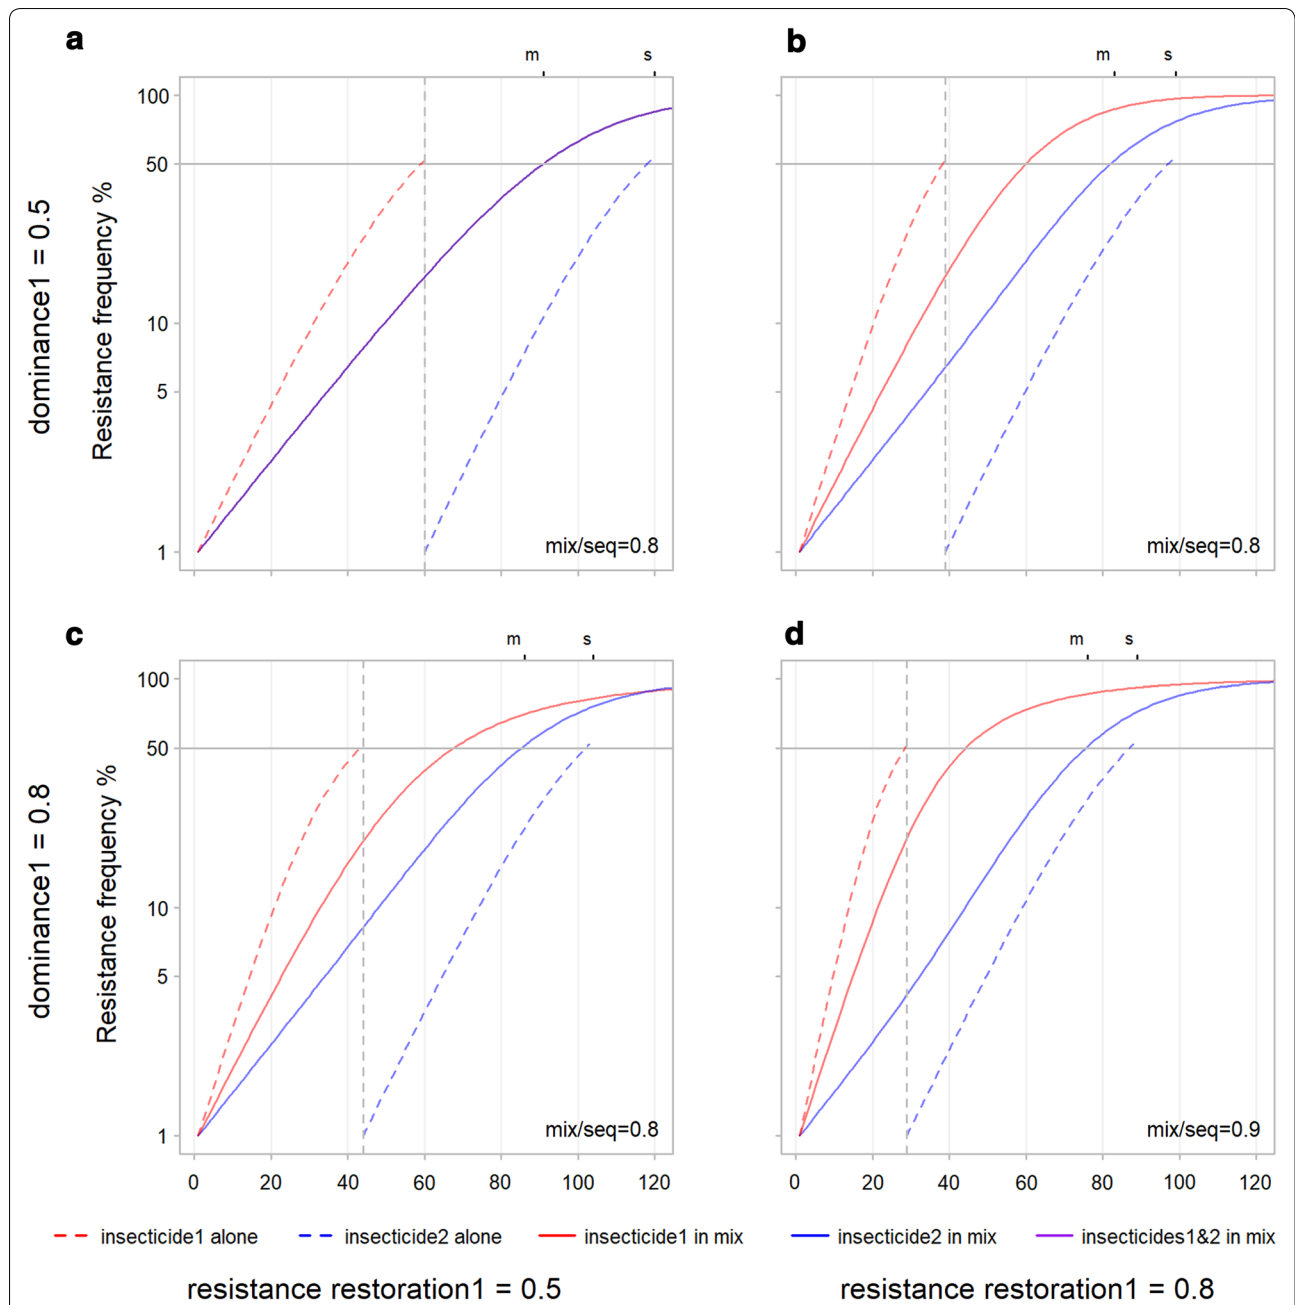 a
b
m s
m s
100
50
10
5
1
dominance1 = 0.5
Resistance frequency %
mix/seq=0.8
mix/seq=0.8
c
d
m s
m s
100
50
10
5
1
dominance1 = 0.8
Resistance frequency %
mix/seq=0.8
mix/seq=0.9
0 20 40 60 80 100 120
0 20 40 60 80 100 120
insecticide1 alone insecticide2 alone insecticide1 in mix insecticide2 in mix insecticides1&2 in mix
resistance restoration1 = 0.5 resistance restoration1 = 0.8